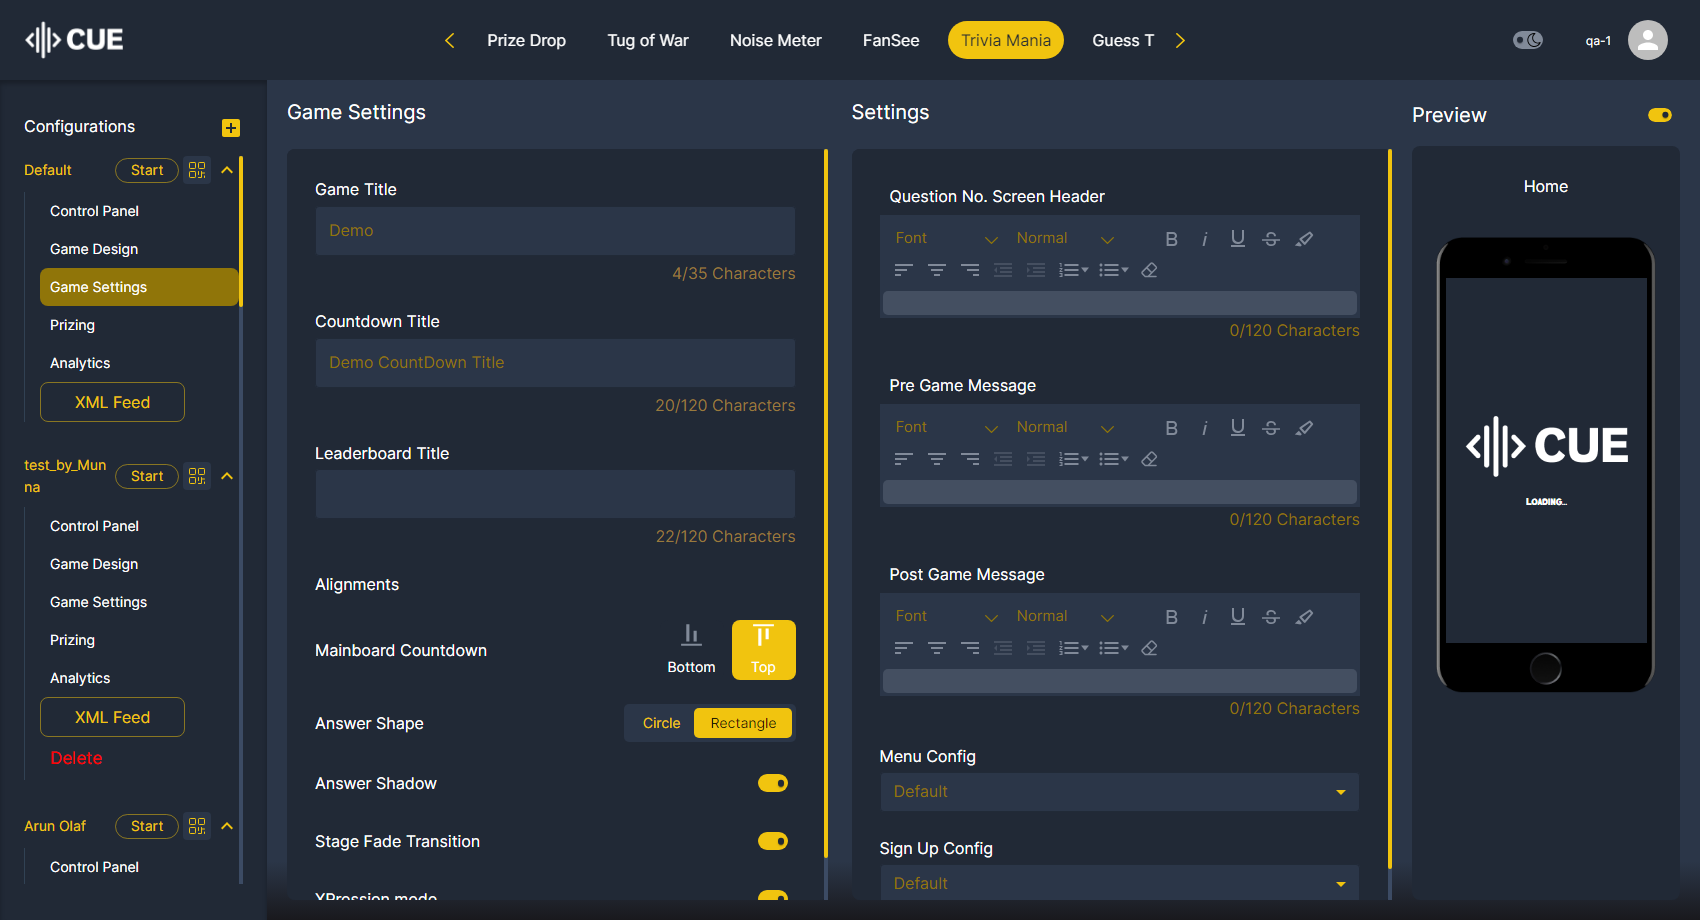 CUE
Prize Drop
Tug of War
Noise Meter
FanSee
Trivia Mania
Guess T
qa-1
Configurations
Default
Start
Control Panel
Game Design
Game Settings
Prizing
Analytics
XML Feed
test_by_Mun
na
Start
Control Panel
Game Design
Game Settings
Prizing
Analytics
XML Feed
Delete
Arun Olaf
Start
Control Panel
Game Settings
Game Title
Demo
4/35 Characters
Countdown Title
Demo CountDown Title
20/120 Characters
Leaderboard Title
22/120 Characters
Alignments
Mainboard Countdown
Bottom
Top
Answer Shape
Circle
Rectangle
Answer Shadow
Stage Fade Transition
XPression mode
Settings
Question No. Screen Header
Font
Normal
B
i
U
S
0/120 Characters
Pre Game Message
Font
Normal
B
i
U
S
0/120 Characters
Post Game Message
Font
Normal
B
i
U
S
0/120 Characters
Menu Config
Default
Sign Up Config
Default
Preview
Home
CUE
LOADING...